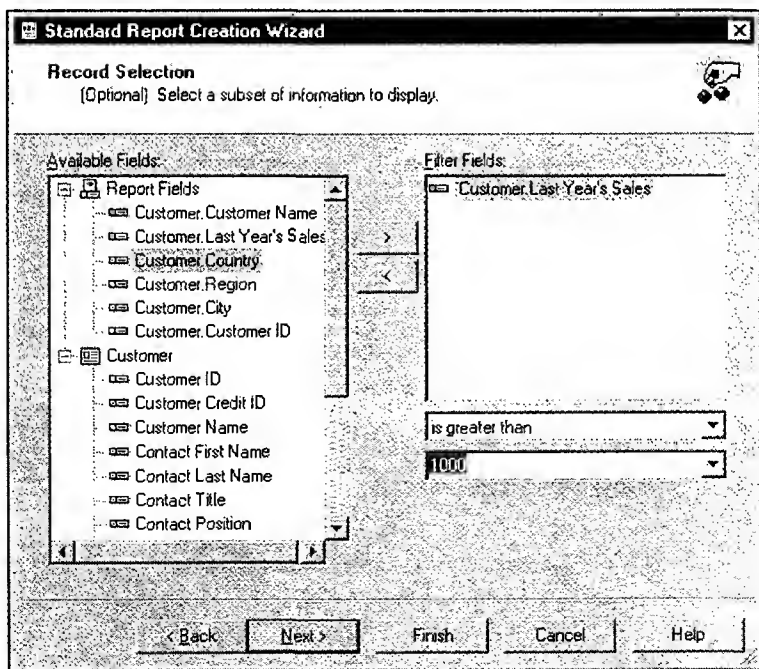 Standard Report Creation Wizard
Record Selection
(Optional) Select a subset of information to display.
Available Fields:
Report Fields
Customer.Customer Name
Customer.Last Year's Sales
Customer.Country
Customer.Region
Customer.City
Customer.Customer ID
Customer
Customer ID
Customer Credit ID
Customer Name
Contact First Name
Contact Last Name
Contact Title
Contact Position
>
<
Filter Fields:
Customer.Last Year's Sales
is greater than
1000
< Back
Next >
Finish
Cancel
Help